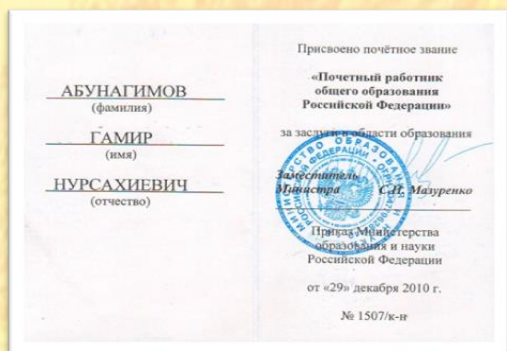 АБУНАГИМОВ
(фамилия)
ГАМИР
(имя)
НУРСАХИЕВИЧ
(отчество)
Присвоено почётное звание
«Почетный работник
общего образования
Российской Федерации»
за заслуги в области образования
Заместитель
Министра С.Н. Мазуренко
Приказ Министерства
образования и науки
Российской Федерации
от «29» декабря 2010 г.
№ 1507/к-н